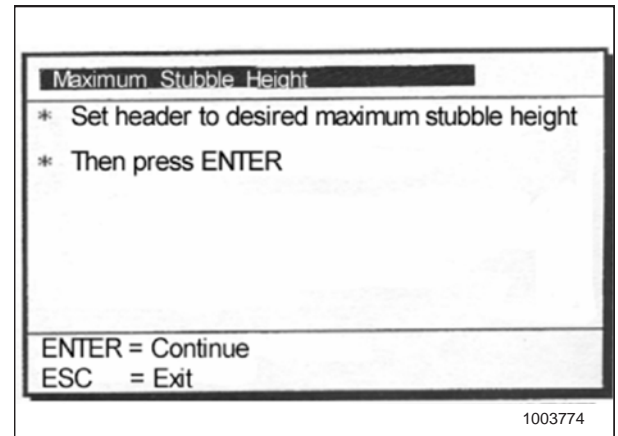 Maximum Stubble Height
* Set header to desired maximum stubble height
* Then press ENTER
ENTER = Continue
ESC = Exit
1003774